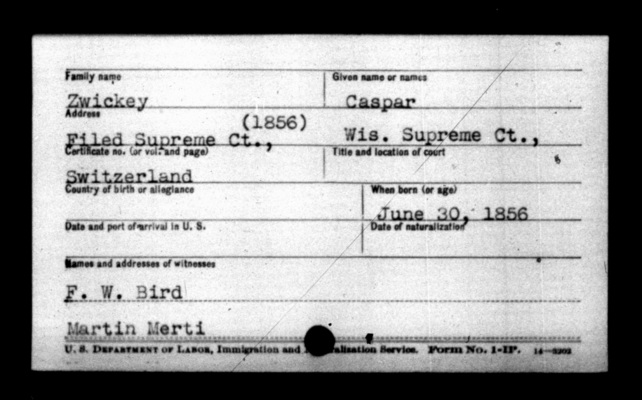 Family name Given name or names
Zwickey Caspar
Address
(1856)
Filed Supreme Ct., Wis. Supreme Ct.,
Certificate no. (or vol. and page) Title and location of court
Switzerland
Country of birth or allegiance When born (or age)
June 30, 1856
Date and port of arrival in U. S. Date of naturalization
Names and addresses of witnesses
F. W. Bird
Martin Merti
U. S. Department of Labor, Immigration and Service. Form No. 1-IP. 14—3202